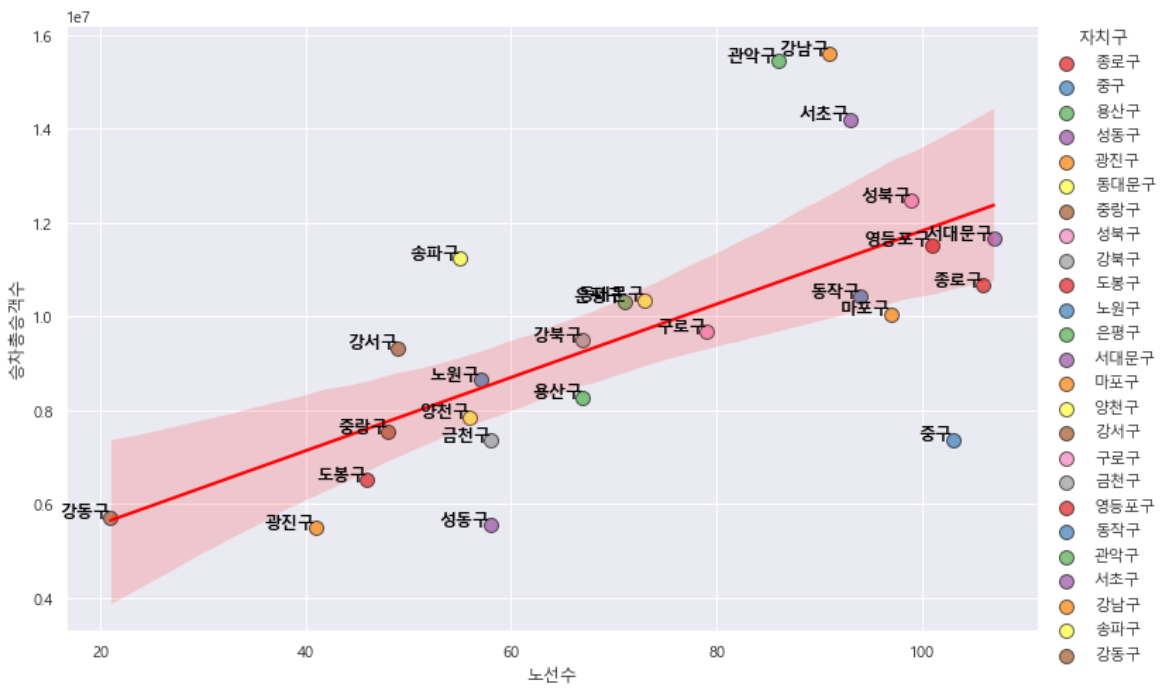 1e7
1.6
1.4
1.2
1.0
0.8
0.6
0.4
20
40
60
80
100
노선수
승차총승객수
관악구
강남구
서초구
성북구
영등포구
서대문구
종로구
송파구
동작구
마포구
강북구
구로구
강서구
노원구
용산구
양천구
중랑구
금천구
중구
도봉구
강동구
광진구
성동구
자치구
종로구
중구
용산구
성동구
광진구
동대문구
중랑구
성북구
강북구
도봉구
노원구
은평구
서대문구
마포구
양천구
강서구
구로구
금천구
영등포구
동작구
관악구
서초구
강남구
송파구
강동구